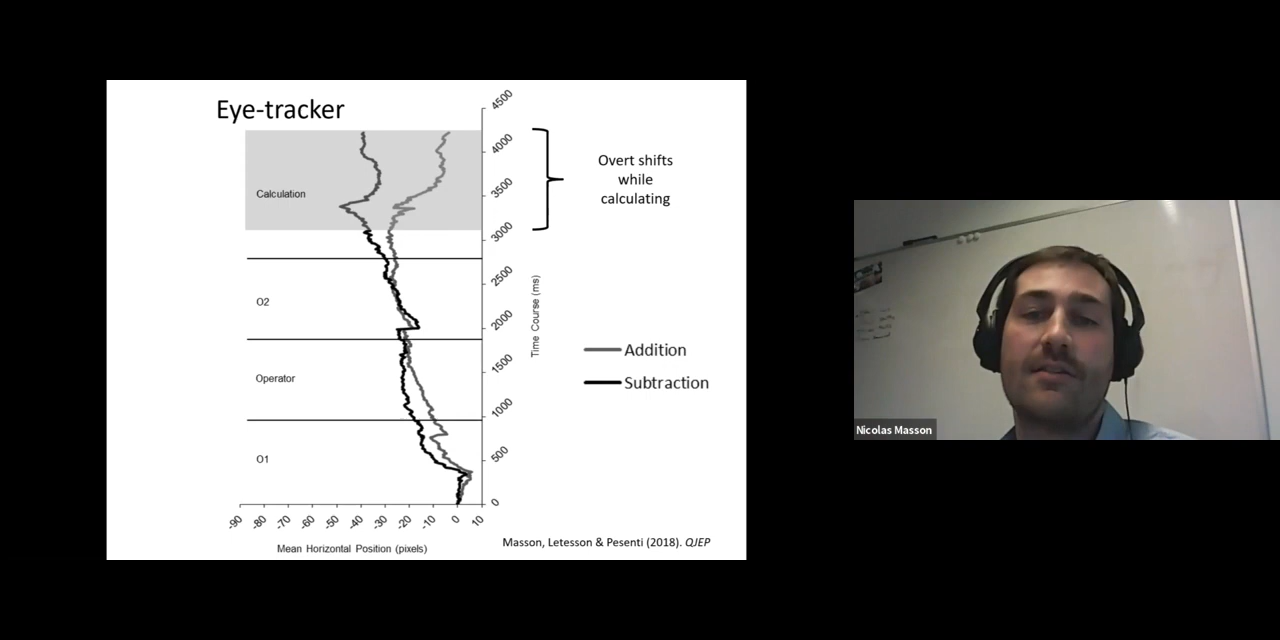 Eye-tracker
4500
4000
3500
3000
2500
2000
1500
1000
500
0
Time Course (ms)
Calculation
O2
Operator
O1
-90 -80 -70 -60 -50 -40 -30 -20 -10 0 10
Mean Horizontal Position (pixels)
Overt shifts
while
calculating
Addition
Subtraction
Masson, Letesson & Pesenti (2018). QJEP
Nicolas Masson